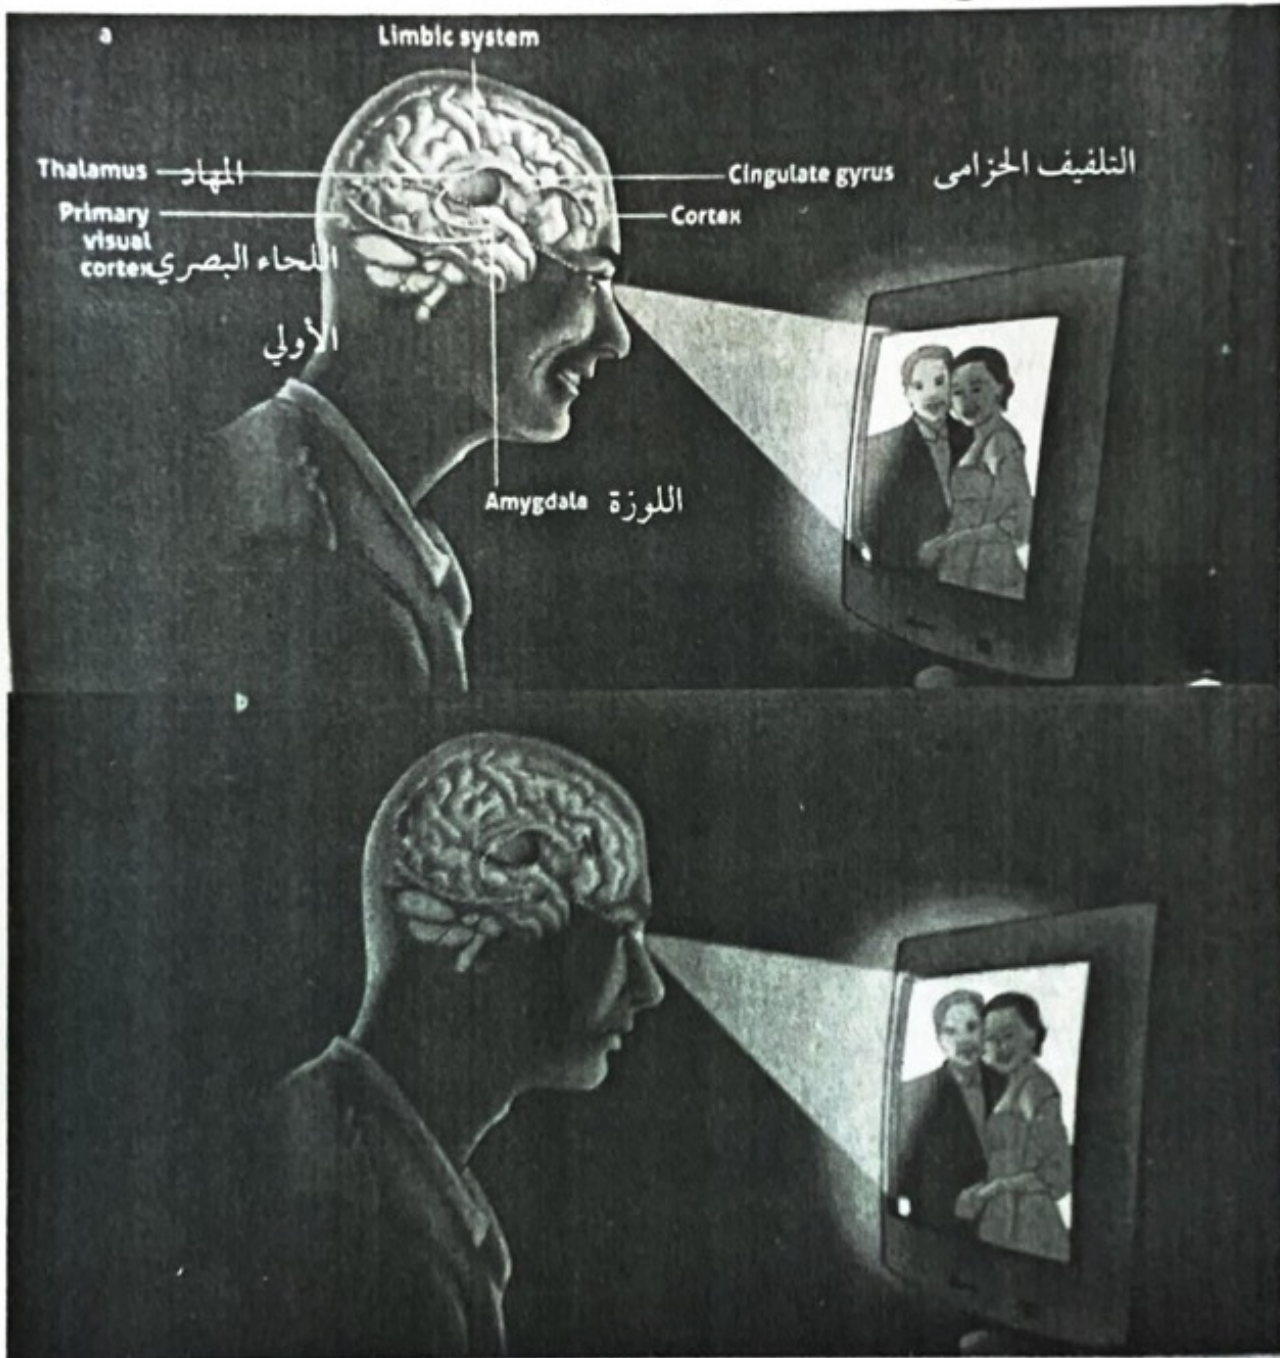 a
Limbic system
Thalamus المهاد
Cingulate gyrus التلفيف الحزامى
Primary
visual
cortex اللحاء البصري
الأولي
Cortex
Amygdala اللوزة
b